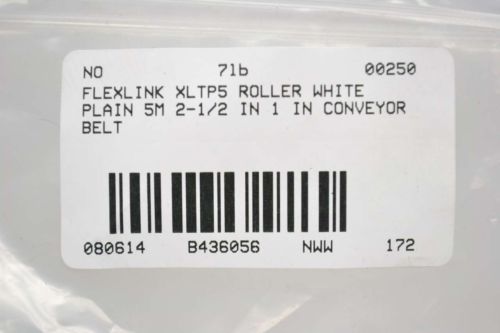 NO 7lb 00250
FLEXLINK XLTP5 ROLLER WHITE
PLAIN 5M 2-1/2 IN 1 IN CONVEYOR
BELT
080614 B436056 NWW 172